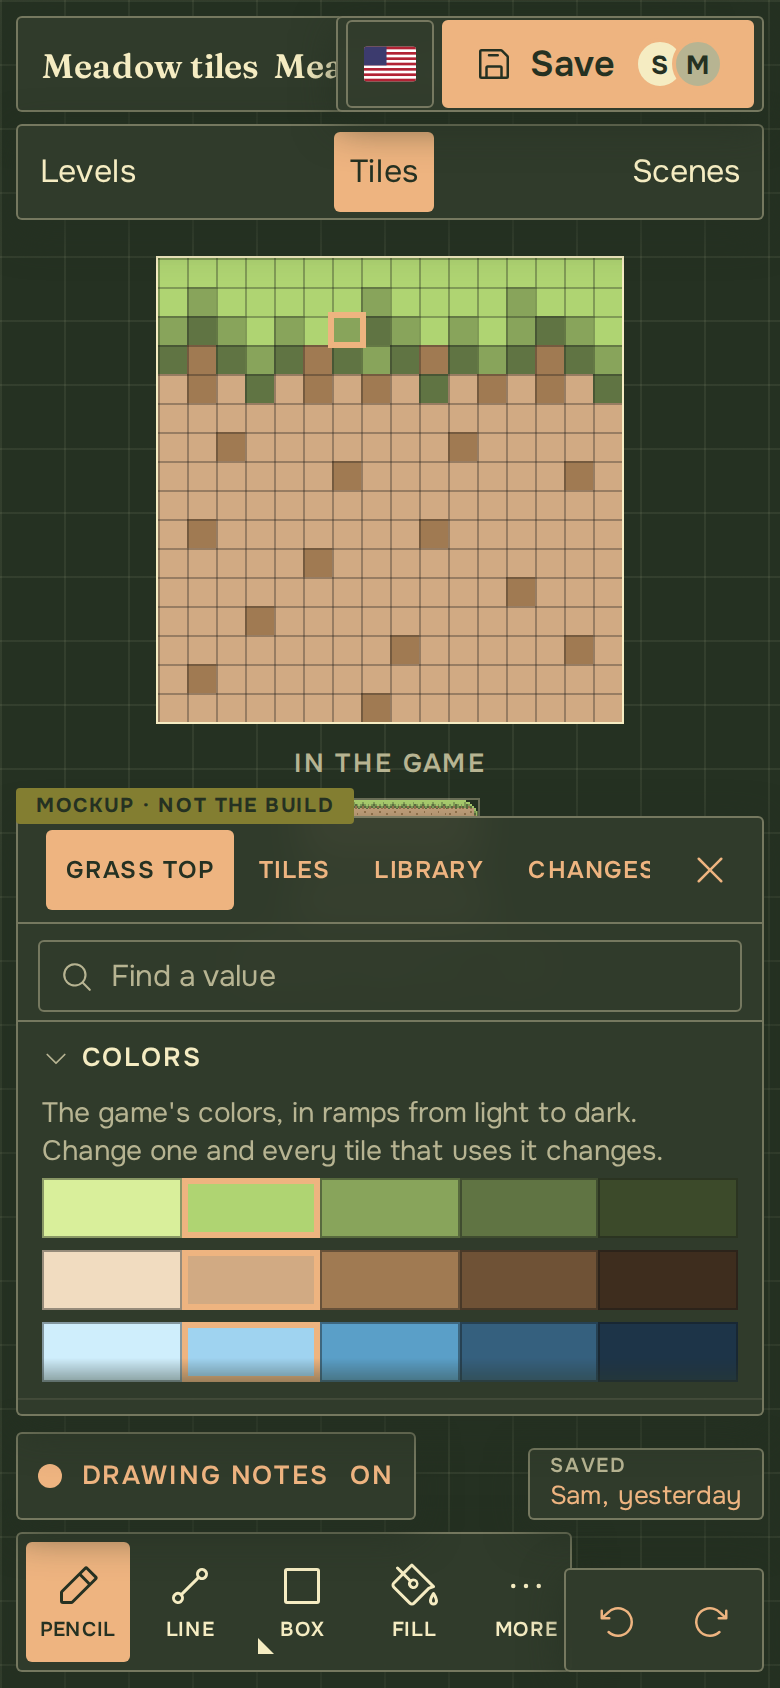 Meadow tiles Mea
Save S M
Levels Tiles Scenes
IN THE GAME
MOCKUP · NOT THE BUILD
GRASS TOP TILES LIBRARY CHANGES
Find a value
COLORS
The game's colors, in ramps from light to dark.
Change one and every tile that uses it changes.
DRAWING NOTES ON
SAVED
Sam, yesterday
PENCIL LINE BOX FILL MORE